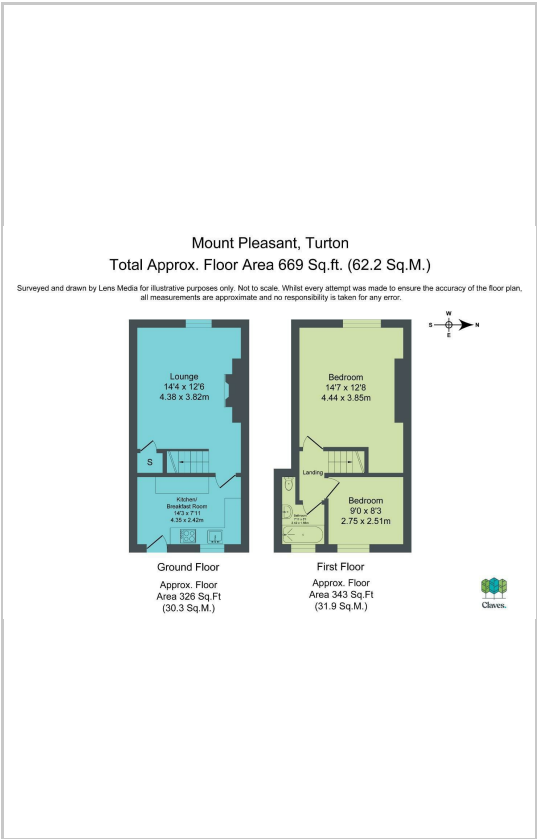 Mount Pleasant, Turton
Total Approx. Floor Area 669 Sq.ft. (62.2 Sq.M.)
Surveyed and drawn by Lens Media for illustrative purposes only. Not to scale. Whilst every attempt was made to ensure the accuracy of the floor plan,
all measurements are approximate and no responsibility is taken for any error.
W
S N
E
Lounge
14'4 x 12'6
4.38 x 3.82m
S
Kitchen/
Breakfast Room
14'3 x 7'11
4.35 x 2.42m
Ground Floor
Approx. Floor
Area 326 Sq.Ft
(30.3 Sq.M.)
Bedroom
14'7 x 12'8
4.44 x 3.85m
Landing
Bedroom
9'0 x 8'3
2.75 x 2.51m
Bathroom
First Floor
Approx. Floor
Area 343 Sq.Ft
(31.9 Sq.M.)
Claves.